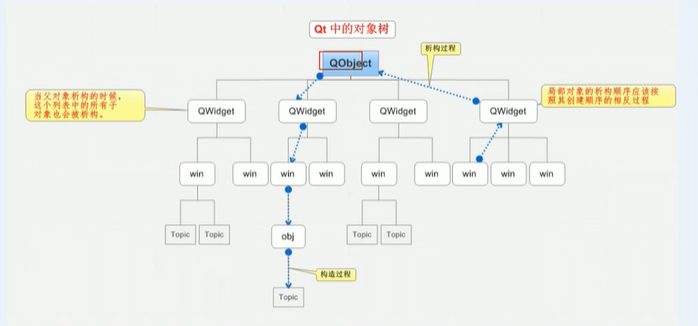 Qt 中的对象树
析构过程
QObject
当父对象析构的时候，
这个列表中的所有子
对象也会被析构。
局部对象的析构顺序应该按
照其创建顺序的相反过程
QWidget QWidget QWidget QWidget
win win win win win win win win win
Topic Topic obj Topic Topic
构造过程
Topic